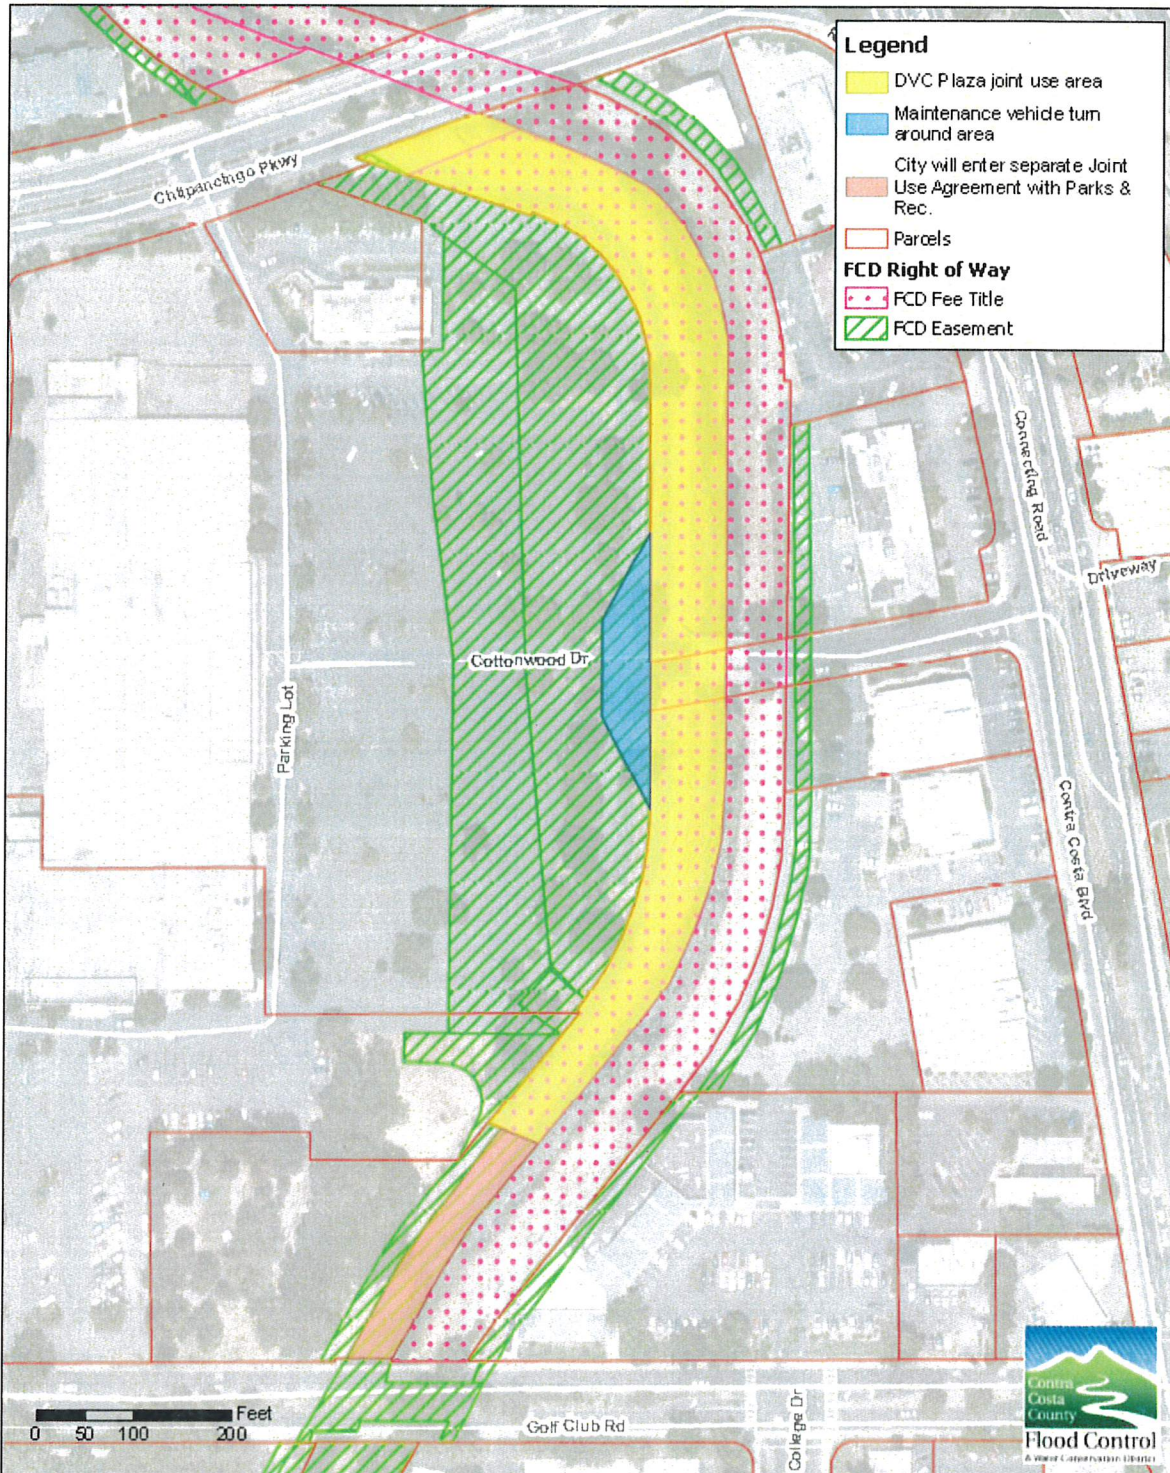 Legend
DVC Plaza joint use area
Maintenance vehicle turn
around area
City will enter separate Joint
Use Agreement with Parks &
Rec.
Parcels
FCD Right of Way
FCD Fee Title
FCD Easement
Chilpancingo Pkwy
Connecting Road
Driveway
Cottonwood Dr
Parking Lot
Contra Costa Blvd
Feet
0 50 100 200
Golf Club Rd
College Dr
Contra
Costa
County
Flood Control
& Water Conservation District